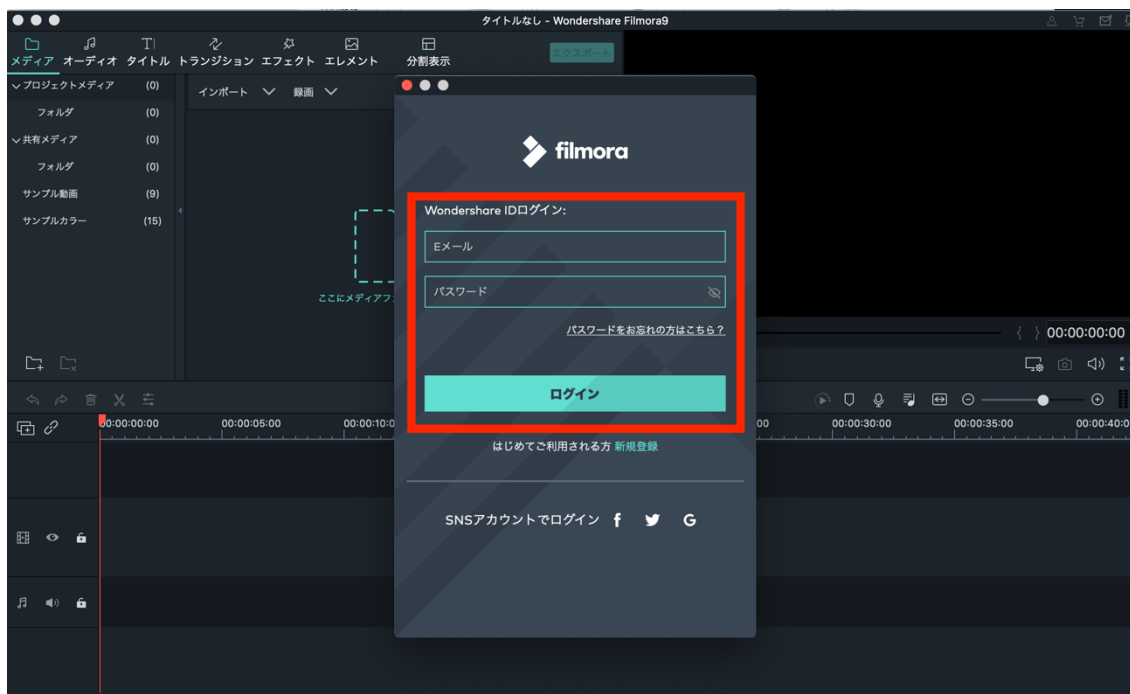 タイトルなし - Wondershare Filmora9
メディア オーディオ タイトル トランジション エフェクト エレメント 分割表示
エクスポート
プロジェクトメディア (0)
フォルダ (0)
共有メディア (0)
フォルダ (0)
サンプル動画 (9)
サンプルカラー (15)
インポート 録画
ここにメディアフ
filmora
Wondershare IDログイン:
Eメール
パスワード
パスワードをお忘れの方はこちら？
ログイン
はじめてご利用される方 新規登録
SNSアカウントでログイン f G
{ } 00:00:00:00
00:00:00:00 00:00:05:00 00:00:10:0 00 00:00:30:00 00:00:35:00 00:00:40:0